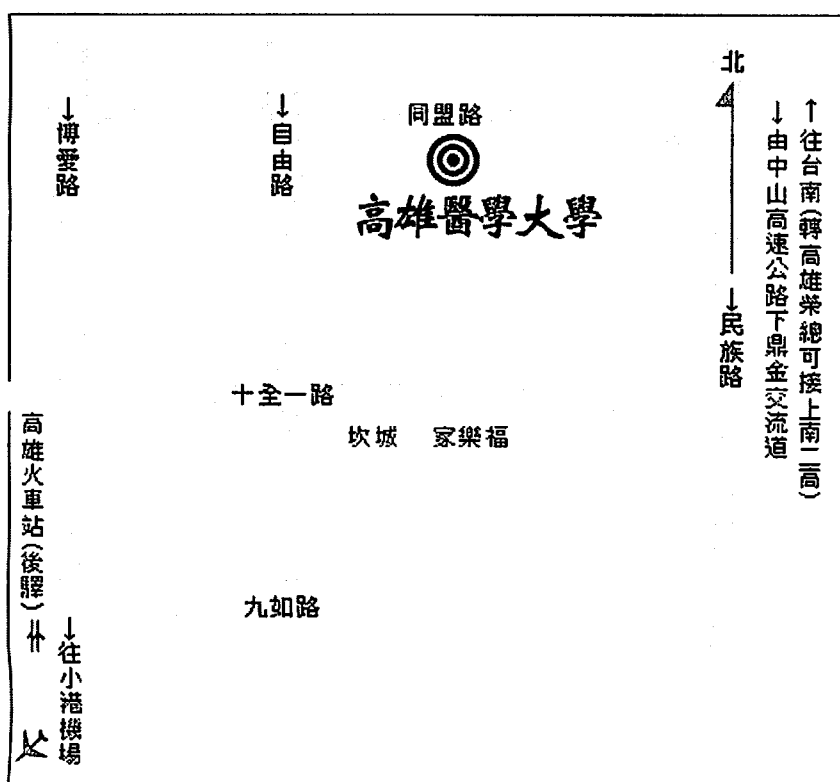 北
同盟路
高雄醫學大學
↓博愛路
↓自由路
↓民族路
↓由中山高速公路下鼎金交流道
↑往台南(轉高雄榮總可接上南二高)
十全一路
坎城 家樂福
高雄火車站(後驛)
九如路
↓往小港機場